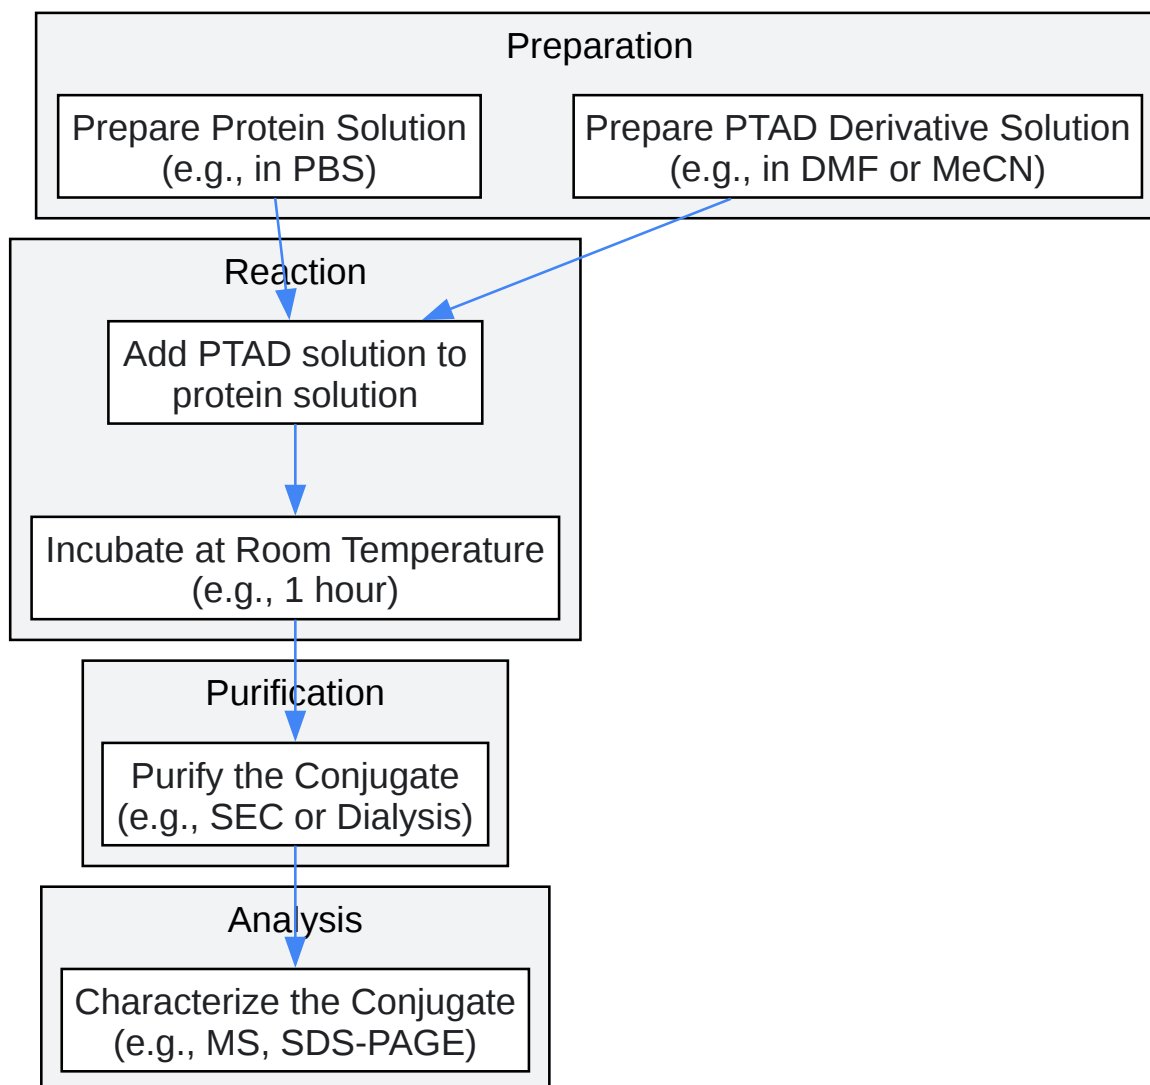 Preparation
Prepare Protein Solution
(e.g., in PBS)
Prepare PTAD Derivative Solution
(e.g., in DMF or MeCN)
Reaction
Add PTAD solution to
protein solution
Incubate at Room Temperature
(e.g., 1 hour)
Purification
Purify the Conjugate
(e.g., SEC or Dialysis)
Analysis
Characterize the Conjugate
(e.g., MS, SDS-PAGE)